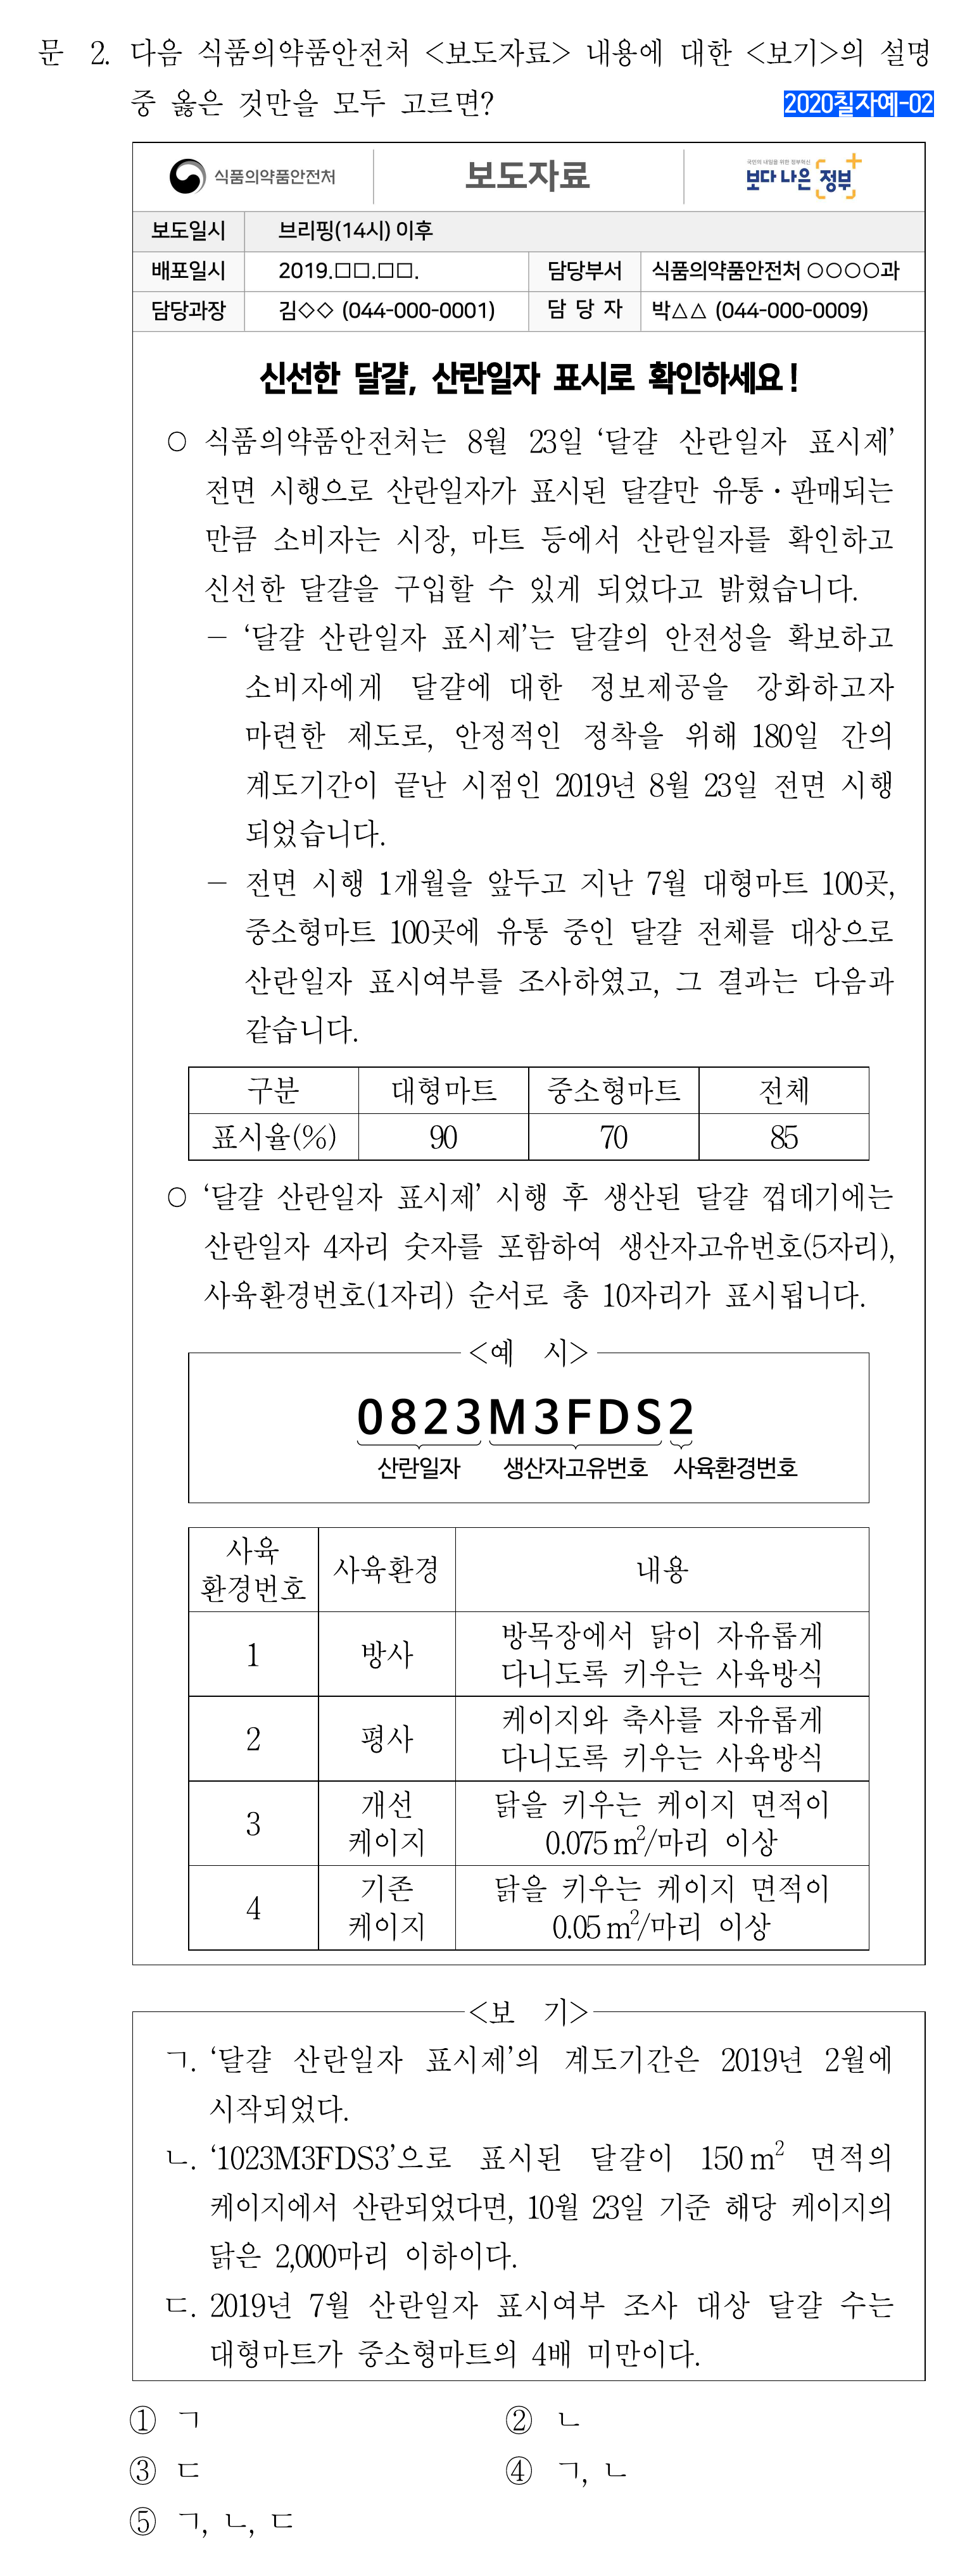 문 2. 다음 식품의약품안전처 <보도자료> 내용에 대한 <보기>의 설명
중 옳은 것만을 모두 고르면?
2020칠자예-02
식품의약품안전처
보도자료
국민의 내일을 위한 정부혁신
보다 나은 정부
보도일시 브리핑(14시) 이후
배포일시 2019.□□.□□. 담당부서 식품의약품안전처 ○○○○과
담당과장 김◇◇ (044-000-0001) 담 당 자 박△△ (044-000-0009)
신선한 달걀, 산란일자 표시로 확인하세요!
○ 식품의약품안전처는 8월 23일 ‘달걀 산란일자 표시제’
전면 시행으로 산란일자가 표시된 달걀만 유통·판매되는
만큼 소비자는 시장, 마트 등에서 산란일자를 확인하고
신선한 달걀을 구입할 수 있게 되었다고 밝혔습니다.
－ ‘달걀 산란일자 표시제’는 달걀의 안전성을 확보하고
소비자에게 달걀에 대한 정보제공을 강화하고자
마련한 제도로, 안정적인 정착을 위해 180일 간의
계도기간이 끝난 시점인 2019년 8월 23일 전면 시행
되었습니다.
－ 전면 시행 1개월을 앞두고 지난 7월 대형마트 100곳,
중소형마트 100곳에 유통 중인 달걀 전체를 대상으로
산란일자 표시여부를 조사하였고, 그 결과는 다음과
같습니다.
구분 대형마트 중소형마트 전체
표시율(%) 90 70 85
○ ‘달걀 산란일자 표시제’ 시행 후 생산된 달걀 껍데기에는
산란일자 4자리 숫자를 포함하여 생산자고유번호(5자리),
사육환경번호(1자리) 순서로 총 10자리가 표시됩니다.
<예 시>
0823M3FDS2
산란일자 생산자고유번호 사육환경번호
사육
환경번호 사육환경 내용
1 방사 방목장에서 닭이 자유롭게
다니도록 키우는 사육방식
2 평사 케이지와 축사를 자유롭게
다니도록 키우는 사육방식
3 개선
케이지 닭을 키우는 케이지 면적이
0.075 m²/마리 이상
4 기존
케이지 닭을 키우는 케이지 면적이
0.05 m²/마리 이상
<보 기>
ㄱ. ‘달걀 산란일자 표시제’의 계도기간은 2019년 2월에
시작되었다.
ㄴ. ‘1023M3FDS3’으로 표시된 달걀이 150 m² 면적의
케이지에서 산란되었다면, 10월 23일 기준 해당 케이지의
닭은 2,000마리 이하이다.
ㄷ. 2019년 7월 산란일자 표시여부 조사 대상 달걀 수는
대형마트가 중소형마트의 4배 미만이다.
① ㄱ ② ㄴ
③ ㄷ ④ ㄱ, ㄴ
⑤ ㄱ, ㄴ, ㄷ